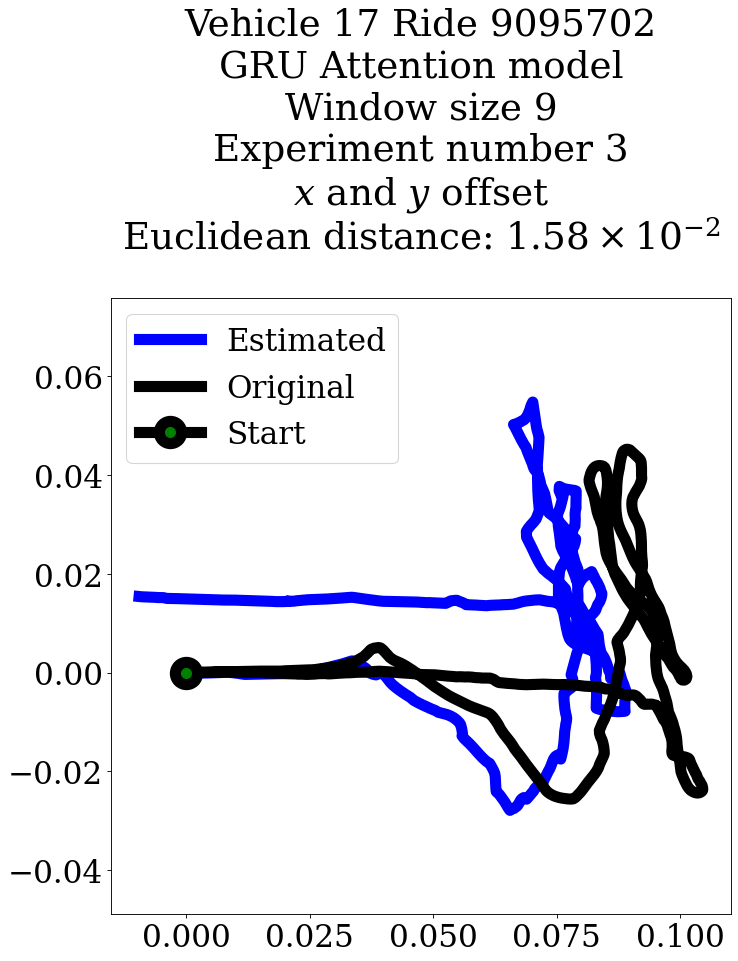 Vehicle 17 Ride 9095702
GRU Attention model
Window size 9
Experiment number 3
x and y offset
Euclidean distance: 1.58 × 10⁻²
Estimated
Original
Start
0.06
0.04
0.02
0.00
−0.02
−0.04
0.000 0.025 0.050 0.075 0.100